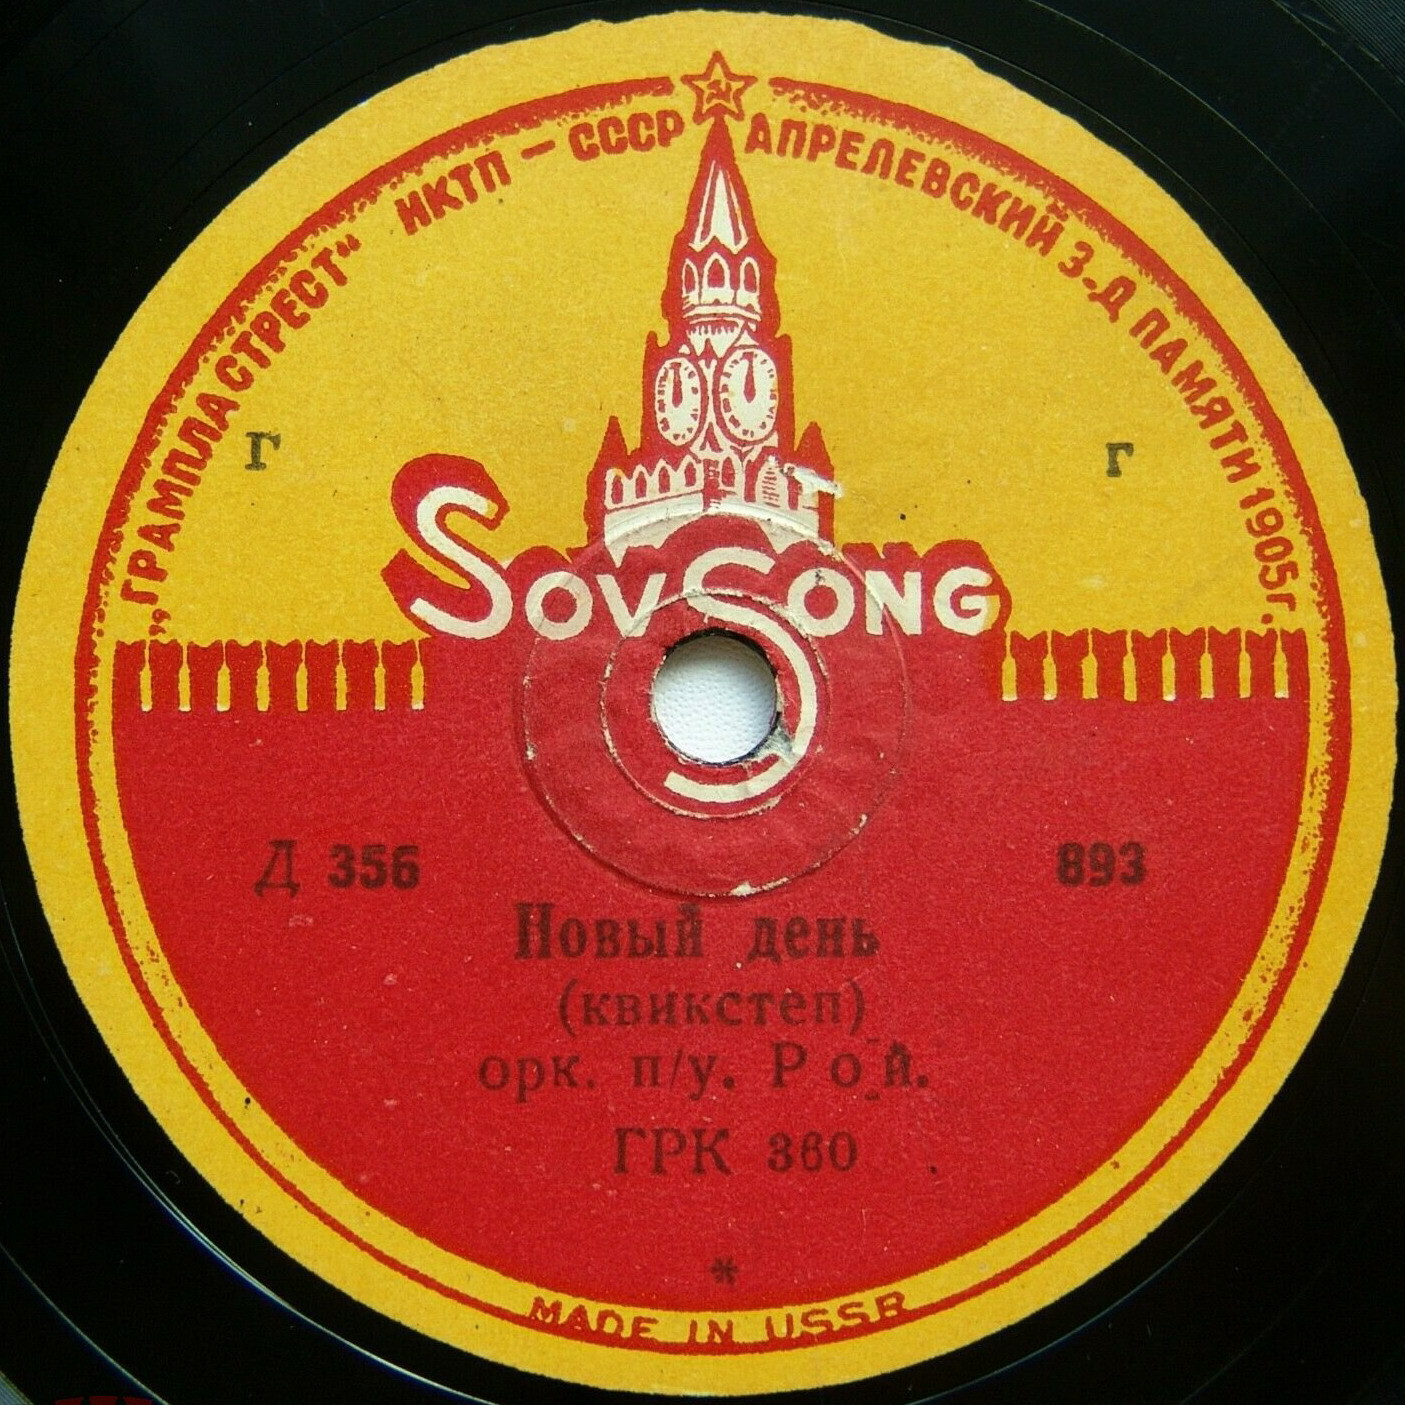 „ГРАМПЛАСТРЕСТ“ НКТП – СССР АПРЕЛЕВСКИЙ З-Д ПАМЯТИ 1905 г.
Г Г
SOVSONG
Д 356 893
Новый день
(квикстеп)
орк. п/у. Рой.
ГРК 360
*
MADE IN USSR